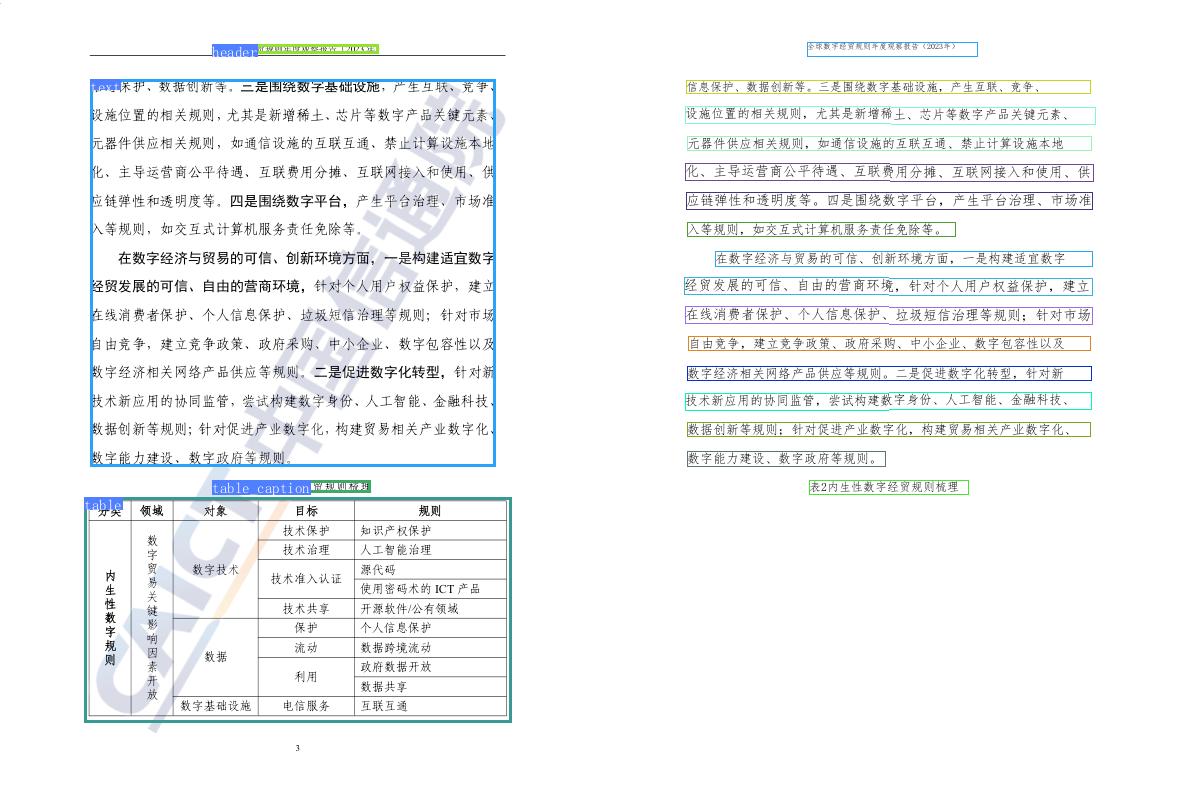 header
text
保护、数据创新等。三是围绕数字基础设施，产生互联、竞争、
设施位置的相关规则，尤其是新增稀土、芯片等数字产品关键元素、
元器件供应相关规则，如通信设施的互联互通、禁止计算设施本地
化、主导运营商公平待遇、互联费用分摊、互联网接入和使用、供
应链弹性和透明度等。四是围绕数字平台，产生平台治理、市场准
入等规则，如交互式计算机服务责任免除等。
在数字经济与贸易的可信、创新环境方面，一是构建适宜数字
经贸发展的可信、自由的营商环境，针对个人用户权益保护，建立
在线消费者保护、个人信息保护、垃圾短信治理等规则；针对市场
自由竞争，建立竞争政策、政府采购、中小企业、数字包容性以及
数字经济相关网络产品供应等规则。二是促进数字化转型，针对新
技术新应用的协同监管，尝试构建数字身份、人工智能、金融科技、
数据创新等规则；针对促进产业数字化，构建贸易相关产业数字化、
数字能力建设、数字政府等规则。
table caption 贸规则梳理
table
分类 领域 对象 目标 规则
内生性数字规则
数字贸易关键影响因素开放
数字技术
技术保护 知识产权保护
技术治理 人工智能治理
技术准入认证 源代码
使用密码术的 ICT 产品
技术共享 开源软件/公有领域
数据
保护 个人信息保护
流动 数据跨境流动
利用 政府数据开放
数据共享
数字基础设施 电信服务 互联互通
3
CAICT 中国信通院
全球数字经贸规则年度观察报告（2023年）
信息保护、数据创新等。三是围绕数字基础设施，产生互联、竞争、
设施位置的相关规则，尤其是新增稀土、芯片等数字产品关键元素、
元器件供应相关规则，如通信设施的互联互通、禁止计算设施本地
化、主导运营商公平待遇、互联费用分摊、互联网接入和使用、供
应链弹性和透明度等。四是围绕数字平台，产生平台治理、市场准
入等规则，如交互式计算机服务责任免除等。
在数字经济与贸易的可信、创新环境方面，一是构建适宜数字
经贸发展的可信、自由的营商环境，针对个人用户权益保护，建立
在线消费者保护、个人信息保护、垃圾短信治理等规则；针对市场
自由竞争，建立竞争政策、政府采购、中小企业、数字包容性以及
数字经济相关网络产品供应等规则。二是促进数字化转型，针对新
技术新应用的协同监管，尝试构建数字身份、人工智能、金融科技、
数据创新等规则；针对促进产业数字化，构建贸易相关产业数字化、
数字能力建设、数字政府等规则。
表2内生性数字经贸规则梳理